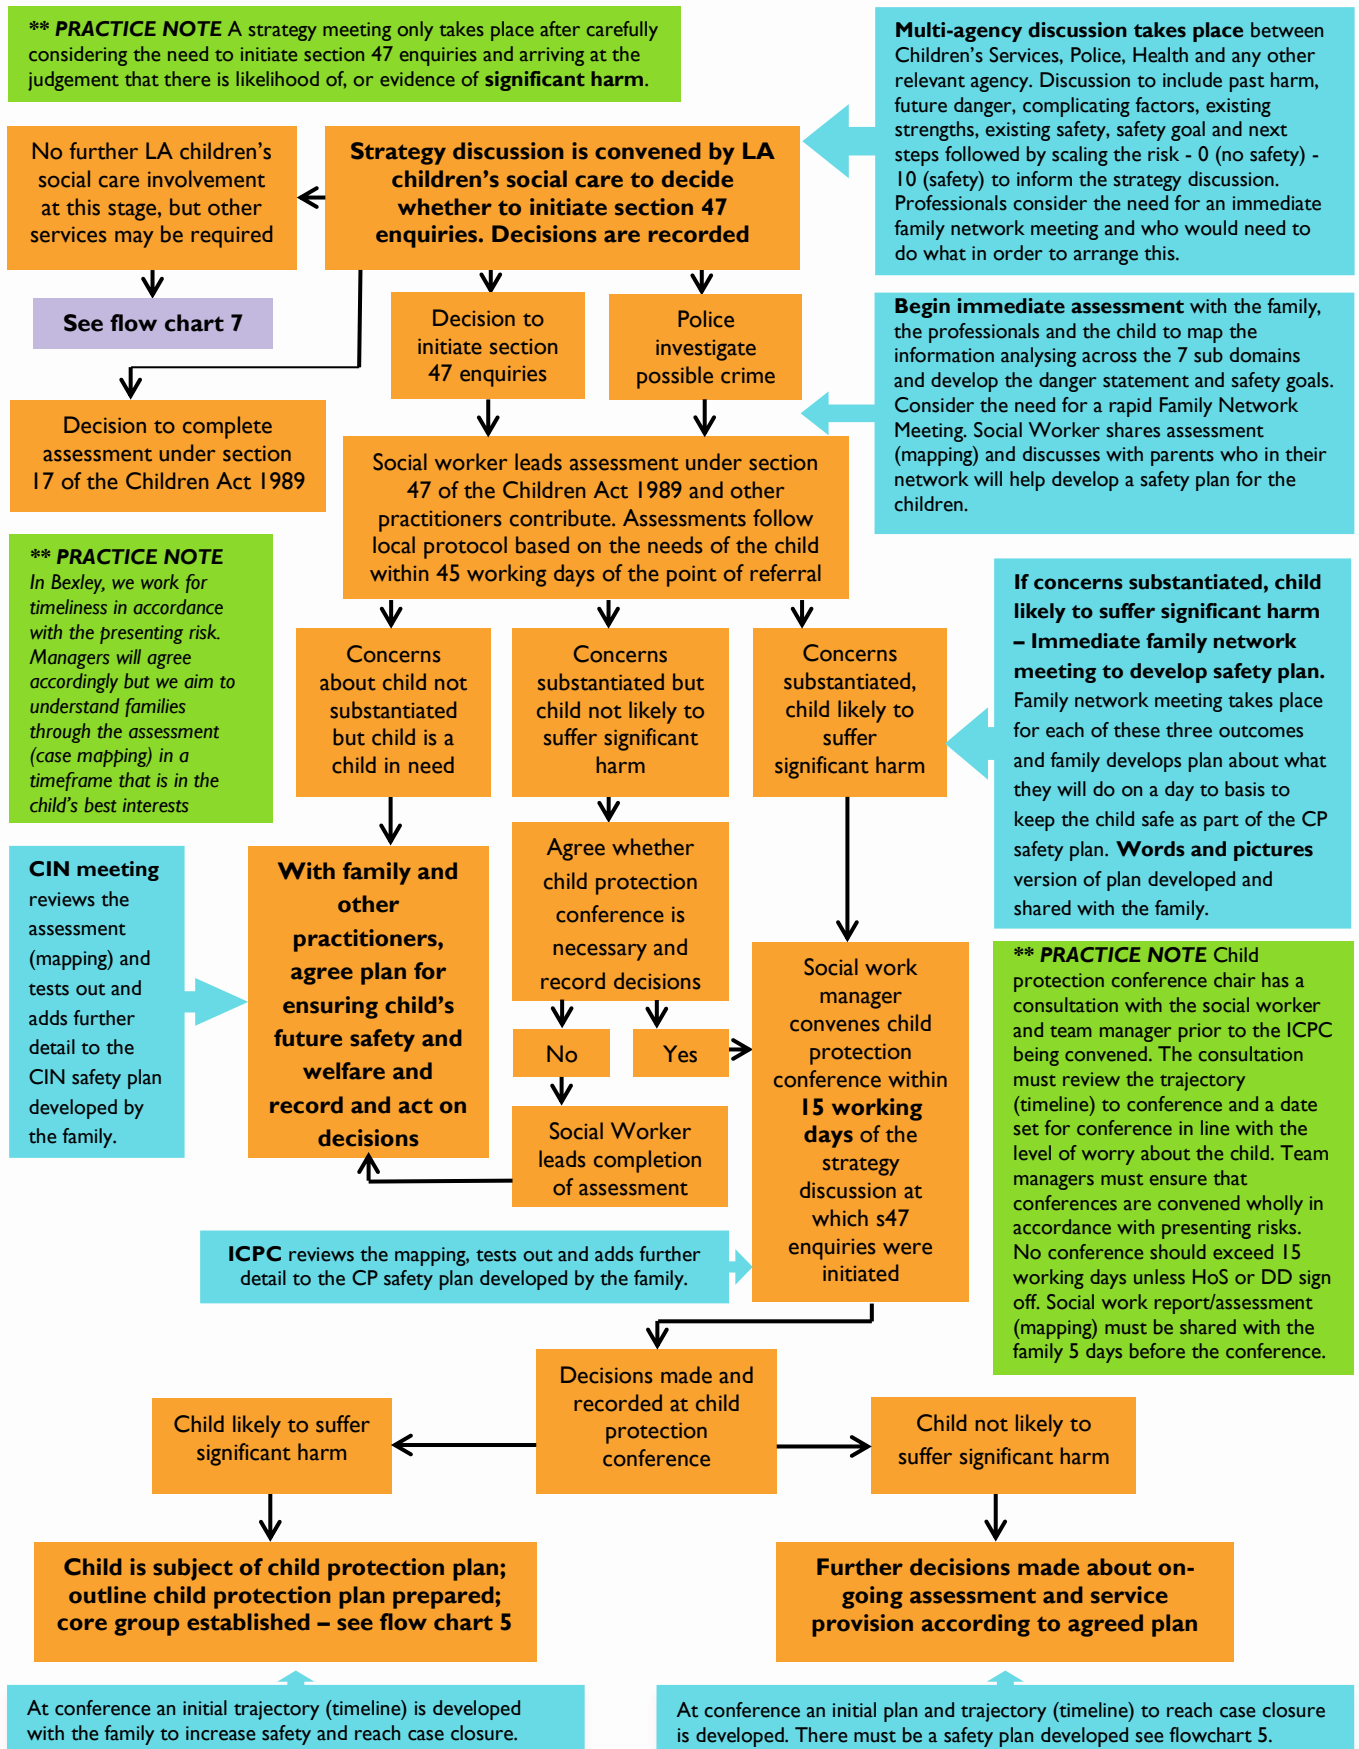 ** PRACTICE NOTE A strategy meeting only takes place after carefully
considering the need to initiate section 47 enquiries and arriving at the
judgement that there is likelihood of, or evidence of significant harm.
Multi-agency discussion takes place between
Children's Services, Police, Health and any other
relevant agency. Discussion to include past harm,
future danger, complicating factors, existing
strengths, existing safety, safety goal and next
steps followed by scaling the risk - 0 (no safety) -
10 (safety) to inform the strategy discussion.
Professionals consider the need for an immediate
family network meeting and who would need to
do what in order to arrange this.
No further LA children's
social care involvement
at this stage, but other
services may be required
Strategy discussion is convened by LA
children's social care to decide
whether to initiate section 47
enquiries. Decisions are recorded
See flow chart 7
Decision to
initiate section
47 enquiries
Police
investigate
possible crime
Begin immediate assessment with the family,
the professionals and the child to map the
information analysing across the 7 sub domains
and develop the danger statement and safety goals.
Consider the need for a rapid Family Network
Meeting. Social Worker shares assessment
(mapping) and discusses with parents who in their
network will help develop a safety plan for the
children.
Decision to complete
assessment under section
17 of the Children Act 1989
Social worker leads assessment under section
47 of the Children Act 1989 and other
practitioners contribute. Assessments follow
local protocol based on the needs of the child
within 45 working days of the point of referral
** PRACTICE NOTE
In Bexley, we work for
timeliness in accordance
with the presenting risk.
Managers will agree
accordingly but we aim to
understand families
through the assessment
(case mapping) in a
timeframe that is in the
child's best interests
If concerns substantiated, child
likely to suffer significant harm
– Immediate family network
meeting to develop safety plan.
Family network meeting takes place
for each of these three outcomes
and family develops plan about what
they will do on a day to basis to
keep the child safe as part of the CP
safety plan. Words and pictures
version of plan developed and
shared with the family.
Concerns
about child not
substantiated
but child is a
child in need
Concerns
substantiated but
child not likely to
suffer significant
harm
Concerns
substantiated,
child likely to
suffer
significant harm
CIN meeting
reviews the
assessment
(mapping) and
tests out and
adds further
detail to the
CIN safety plan
developed by
the family.
With family and
other
practitioners,
agree plan for
ensuring child's
future safety and
welfare and
record and act on
decisions
Agree whether
child protection
conference is
necessary and
record decisions
No
Yes
Social Worker
leads completion
of assessment
Social work
manager
convenes child
protection
conference within
15 working
days of the
strategy
discussion at
which s47
enquiries were
initiated
** PRACTICE NOTE Child
protection conference chair has a
consultation with the social worker
and team manager prior to the ICPC
being convened. The consultation
must review the trajectory
(timeline) to conference and a date
set for conference in line with the
level of worry about the child. Team
managers must ensure that
conferences are convened wholly in
accordance with presenting risks.
No conference should exceed 15
working days unless HoS or DD sign
off. Social work report/assessment
(mapping) must be shared with the
family 5 days before the conference.
ICPC reviews the mapping, tests out and adds further
detail to the CP safety plan developed by the family.
Decisions made and
recorded at child
protection
conference
Child likely to suffer
significant harm
Child not likely to
suffer significant harm
Child is subject of child protection plan;
outline child protection plan prepared;
core group established – see flow chart 5
Further decisions made about on-
going assessment and service
provision according to agreed plan
At conference an initial trajectory (timeline) is developed
with the family to increase safety and reach case closure.
At conference an initial plan and trajectory (timeline) to reach case closure
is developed. There must be a safety plan developed see flowchart 5.